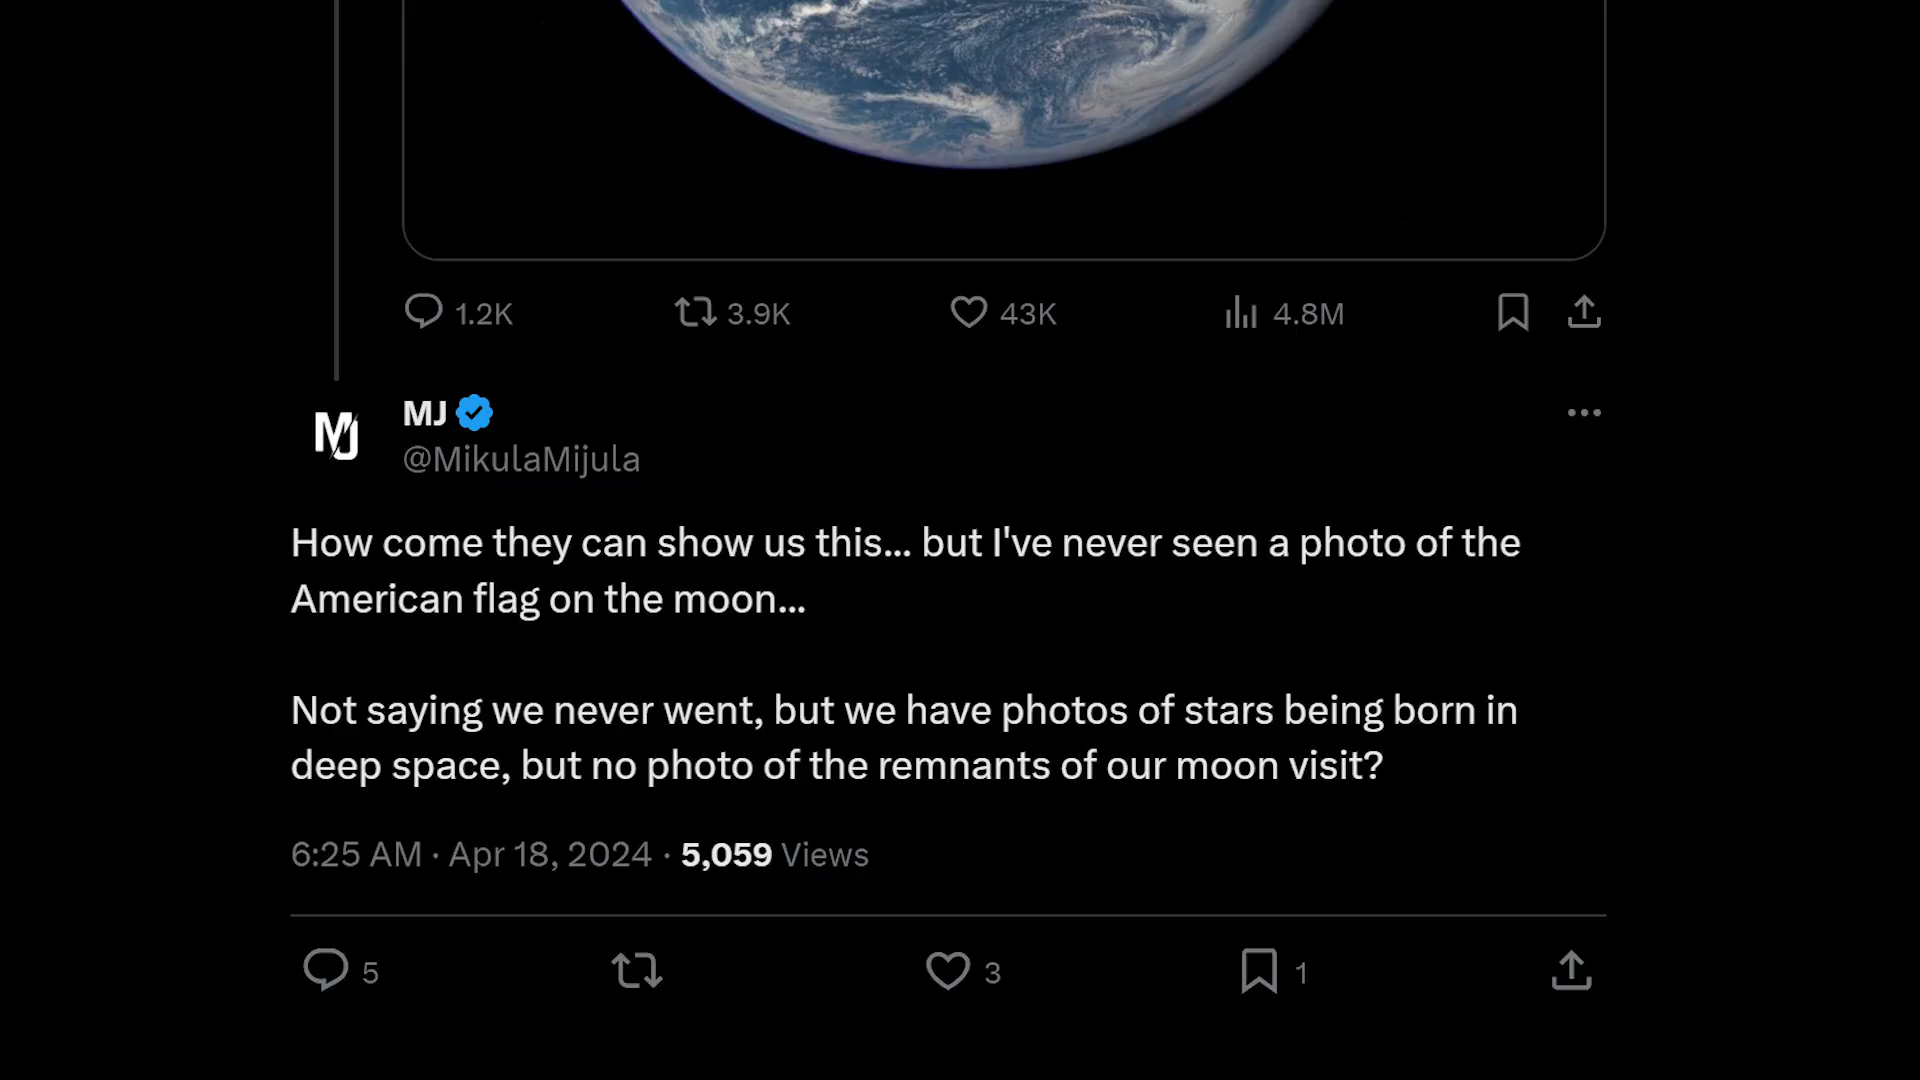 1.2K 3.9K 43K 4.8M
MJ MJ
@MikulaMijula
How come they can show us this... but I've never seen a photo of the
American flag on the moon...
Not saying we never went, but we have photos of stars being born in
deep space, but no photo of the remnants of our moon visit?
6:25 AM · Apr 18, 2024 · 5,059 Views
5 3 1